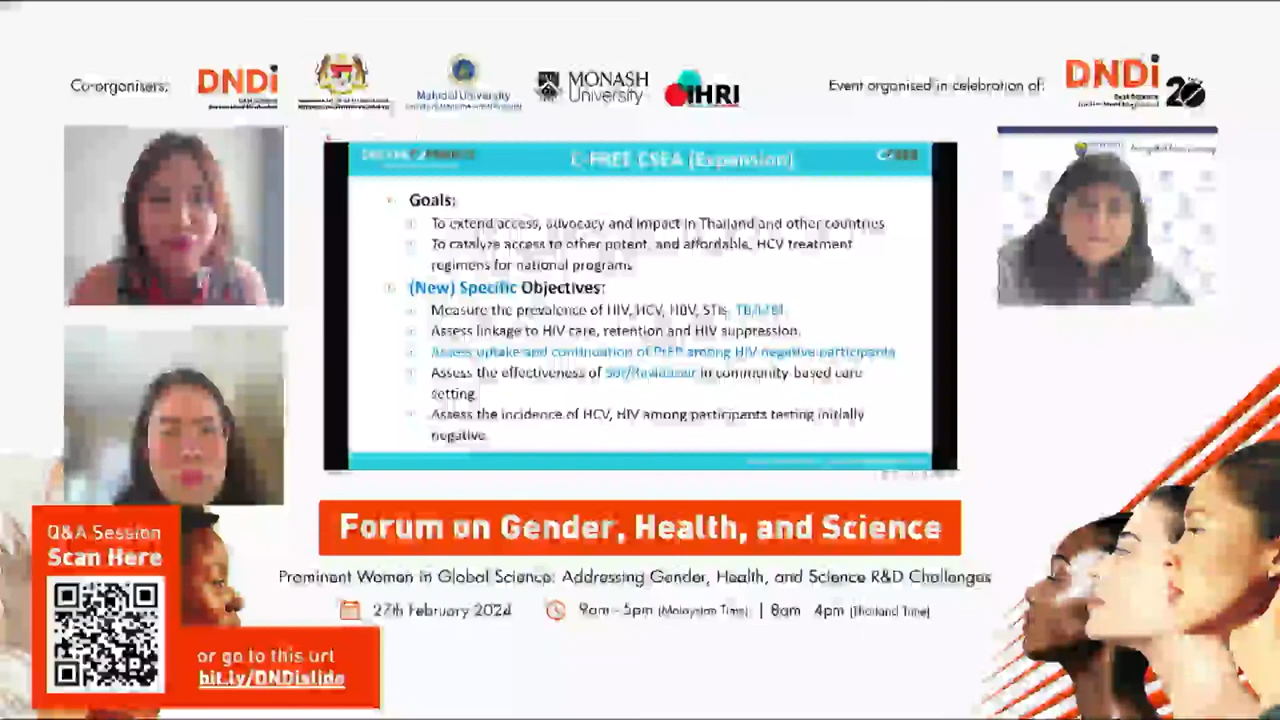 Co-organisers:
DNDi
Mahidol University
MONASH
University
IHRI
Event organised in celebration of:
DNDi
20
C-FREE CSEA (Expansion)
Goals:
To extend access, advocacy and impact in Thailand and other countries
To catalyze access to other potent, and affordable, HCV treatment
regimens for national programs
(New) Specific Objectives:
Measure the prevalence of HIV, HCV, HBV, STIs,
Assess linkage to HIV care, retention and HIV suppression.
Assess uptake and continuation of PrEP among HIV negative participants
Assess the effectiveness of Sof/Ravidasvir in community based care
setting.
Assess the incidence of HCV, HIV among participants testing initially
negative.
Forum on Gender, Health, and Science
Prominent Women in Global Science: Addressing Gender, Health, and Science R&D Challenges
27th February 2024
9am - 5pm (Malaysian Time) | 8am 4pm (Thailand Time)
Q&A Session
Scan Here
or go to this url
bit.ly/DNDislido